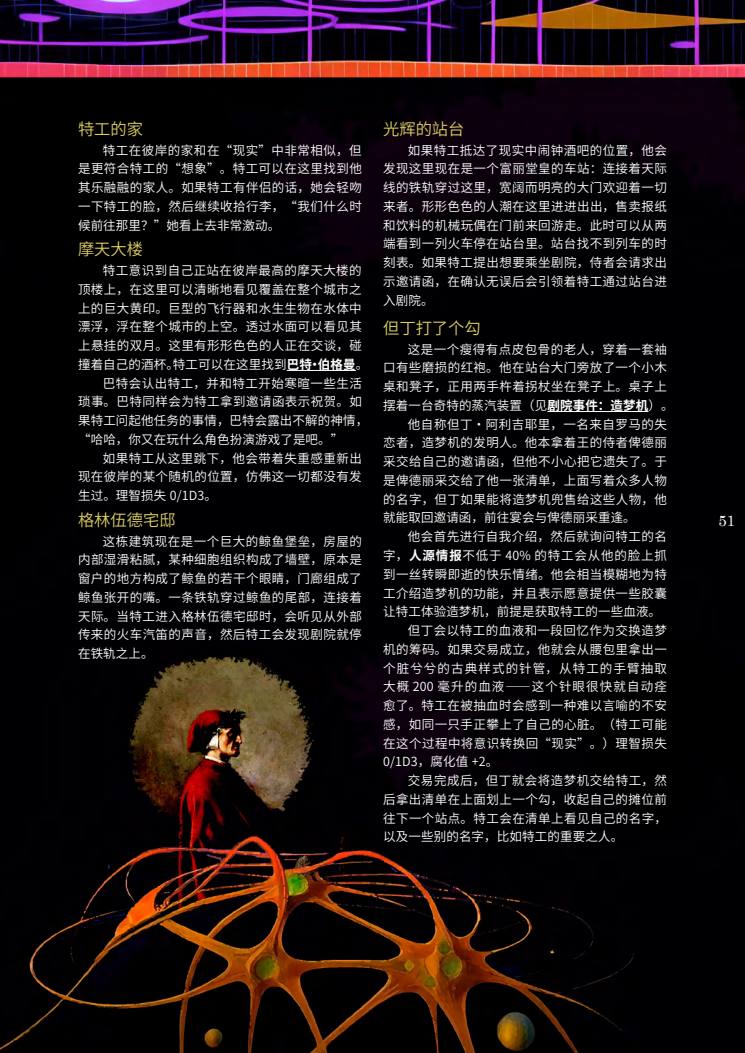 特工的家
特工在彼岸的家和在“现实”中非常相似，但
是更符合特工的“想象”。特工可以在这里找到他
其乐融融的家人。如果特工有伴侣的话，她会轻吻
一下特工的脸，然后继续收拾行李，“我们什么时
候前往那里？”她看上去非常激动。
摩天大楼
特工意识到自己正站在彼岸最高的摩天大楼的
顶楼上，在这里可以清晰地看见覆盖在整个城市之
上的巨大黄印。巨型的飞行器和水生生物在水体中
漂浮，浮在整个城市的上空。透过水面可以看见其
上悬挂的双月。这里有形形色色的人正在交谈，碰
撞着自己的酒杯。特工可以在这里找到巴特·伯格曼。
巴特会认出特工，并和特工开始寒暄一些生活
琐事。巴特同样会为特工拿到邀请函表示祝贺。如
果特工问起他任务的事情，巴特会露出不解的神情，
“哈哈，你又在玩什么角色扮演游戏了是吧。”
如果特工从这里跳下，他会带着失重感重新出
现在彼岸的某个随机的位置，仿佛这一切都没有发
生过。理智损失 0/1D3。
格林伍德宅邸
这栋建筑现在是一个巨大的鲸鱼堡垒，房屋的
内部湿滑粘腻，某种细胞组织构成了墙壁，原本是
窗户的地方构成了鲸鱼的若干个眼睛，门廊组成了
鲸鱼张开的嘴。一条铁轨穿过鲸鱼的尾部，连接着
天际。当特工进入格林伍德宅邸时，会听见从外部
传来的火车汽笛的声音，然后特工会发现剧院就停
在铁轨之上。
光辉的站台
如果特工抵达了现实中闹钟酒吧的位置，他会
发现这里现在是一个富丽堂皇的车站：连接着天际
线的铁轨穿过这里，宽阔而明亮的大门欢迎着一切
来者。形形色色的人潮在这里进进出出，售卖报纸
和饮料的机械玩偶在门前来回游走。此时可以从两
端看到一列火车停在站台里。站台找不到列车的时
刻表。如果特工提出想要乘坐剧院，侍者会请求出
示邀请函，在确认无误后会引领着特工通过站台进
入剧院。
但丁打了个勾
这是一个瘦得有点皮包骨的老人，穿着一套袖
口有些磨损的红袍。他在站台大门旁放了一个小木
桌和凳子，正用两手杵着拐杖坐在凳子上。桌子上
摆着一台奇特的蒸汽装置（见剧院事件：造梦机）。
他自称但丁·阿利吉耶里，一名来自罗马的失
恋者，造梦机的发明人。他本拿着王的侍者俾德丽
采交给自己的邀请函，但他不小心把它遗失了。于
是俾德丽采交给了他一张清单，上面写着众多人物
的名字，但丁如果能将造梦机兜售给这些人物，他
就能取回邀请函，前往宴会与俾德丽采重逢。
他会首先进行自我介绍，然后就询问特工的名
字，人源情报不低于 40% 的特工会从他的脸上抓
到一丝转瞬即逝的快乐情绪。他会相当模糊地为特
工介绍造梦机的功能，并且表示愿意提供一些胶囊
让特工体验造梦机，前提是获取特工的一些血液。
但丁会以特工的血液和一段回忆作为交换造梦
机的筹码。如果交易成立，他就会从腰包里拿出一
个脏兮兮的古典样式的针管，从特工的手臂抽取
大概 200 毫升的血液——这个针眼很快就自动痊
愈了。特工在被抽血时会感到一种难以言喻的不安
感，如同一只手正攀上了自己的心脏。（特工可能
在这个过程中将意识转换回“现实”。）理智损失
0/1D3，腐化值 +2。
交易完成后，但丁就会将造梦机交给特工，然
后拿出清单在上面划上一个勾，收起自己的摊位前
往下一个站点。特工会在清单上看见自己的名字，
以及一些别的名字，比如特工的重要之人。
51